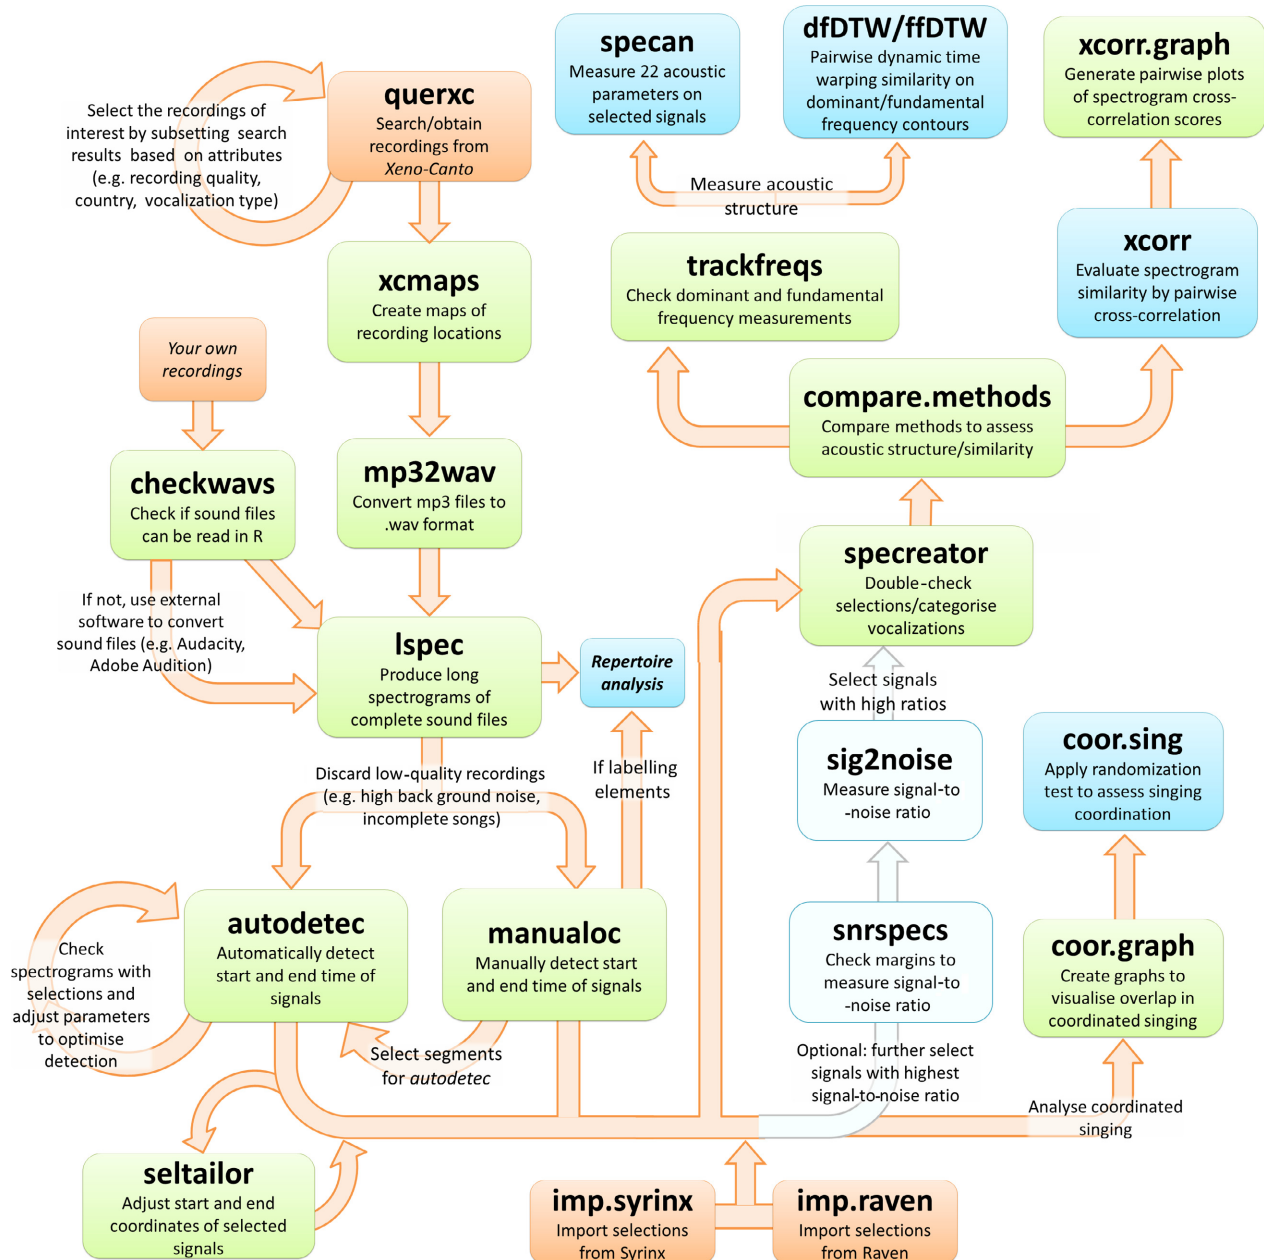 querxc
Search/obtain
recordings from
Xeno-Canto
Select the recordings of
interest by subsetting search
results based on attributes
(e.g. recording quality,
country, vocalization type)
specan
Measure 22 acoustic
parameters on
selected signals
dfDTW/ffDTW
Pairwise dynamic time
warping similarity on
dominant/fundamental
frequency contours
xcorr.graph
Generate pairwise plots
of spectrogram cross-
correlation scores
Measure acoustic
structure
xcmaps
Create maps of
recording locations
trackfreqs
Check dominant and fundamental
frequency measurements
xcorr
Evaluate spectrogram
similarity by pairwise
cross-correlation
Your own
recordings
compare.methods
Compare methods to assess
acoustic structure/similarity
checkwavs
Check if sound files
can be read in R
mp32wav
Convert mp3 files to
.wav format
specreator
Double-check
selections/categorise
vocalizations
If not, use external
software to convert
sound files (e.g. Audacity,
Adobe Audition)
lspec
Produce long
spectrograms of
complete sound files
Repertoire
analysis
Select signals
with high ratios
Discard low-quality recordings
(e.g. high back ground noise,
incomplete songs)
If labelling
elements
sig2noise
Measure signal-to
-noise ratio
coor.sing
Apply randomization
test to assess singing
coordination
autodetec
Automatically detect
start and end time of
signals
manualoc
Manually detect start
and end time of signals
snrspecs
Check margins to
measure signal-to
-noise ratio
coor.graph
Create graphs to
visualise overlap in
coordinated singing
Check
spectrograms with
selections and
adjust parameters
to optimise
detection
Select segments
for autodetec
Optional: further select
signals with highest
signal-to-noise ratio
Analyse coordinated
singing
seltailor
Adjust start and end
coordinates of selected
signals
imp.syrinx
Import selections
from Syrinx
imp.raven
Import selections
from Raven